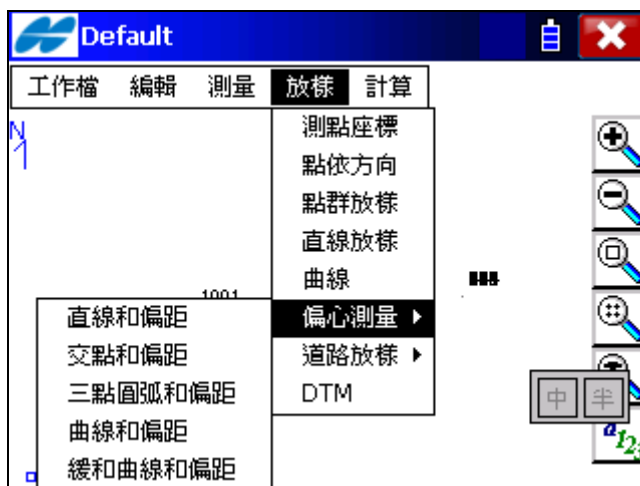 Default
工作檔 編輯 測量 放樣 計算
N
測點座標
點依方向
點群放樣
直線放樣
曲線
偏心測量
道路放樣
DTM
1001
直線和偏距
交點和偏距
三點圓弧和偏距
曲線和偏距
緩和曲線和偏距
中 半